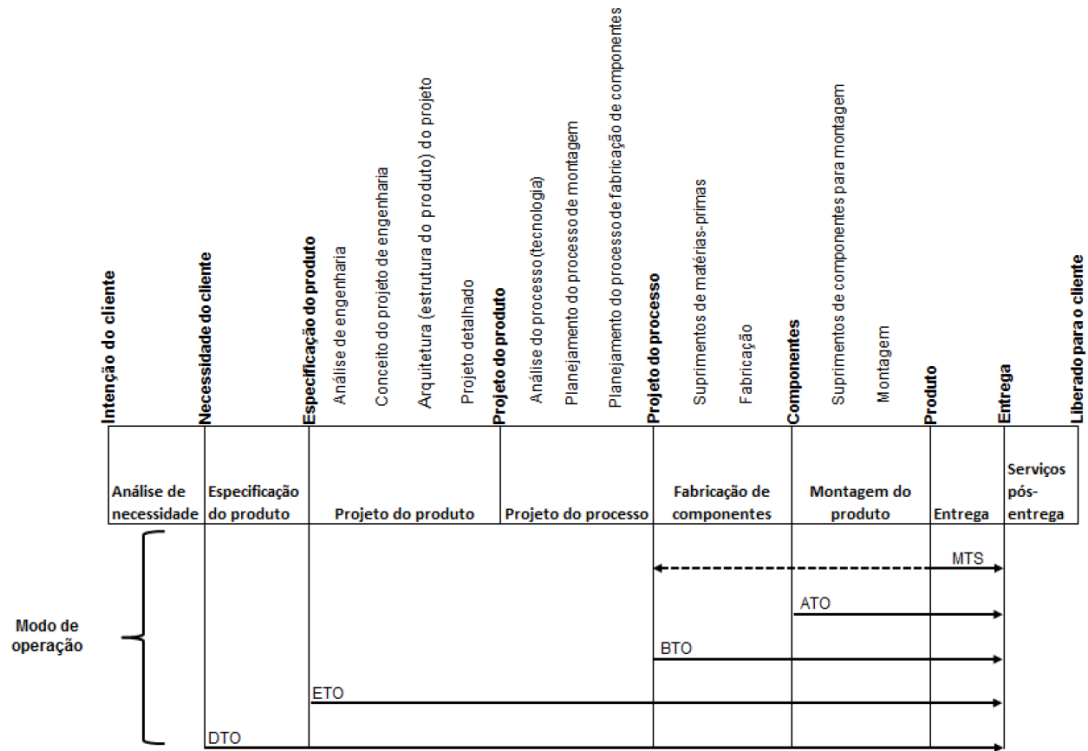 Intenção do cliente
Necessidade do cliente
Especificação do produto
Análise de engenharia
Conceito do projeto de engenharia
Arquitetura (estrutura do produto) do projeto
Projeto detalhado
Projeto do produto
Análise do processo (tecnologia)
Planejamento do processo de montagem
Planejamento do processo de fabricação de componentes
Projeto do processo
Suprimentos de matérias-primas
Fabricação
Componentes
Suprimentos de componentes para montagem
Montagem
Produto
Entrega
Liberado para o cliente
Análise de
necessidade
Especificação
do produto
Projeto do produto
Projeto do processo
Fabricação de
componentes
Montagem do
produto
Entrega
Serviços
pós-
entrega
MTS
ATO
Modo de
operação
BTO
ETO
DTO